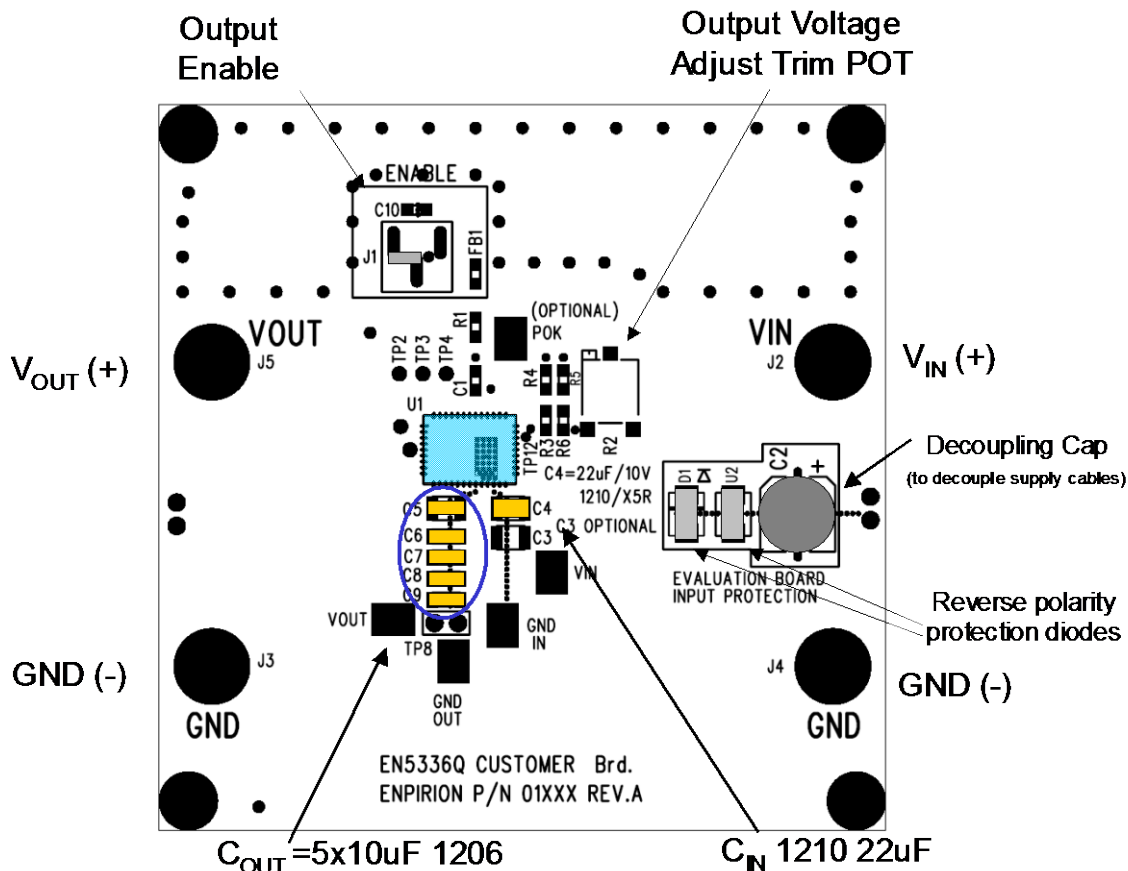 Output
Enable
Output Voltage
Adjust Trim POT
ENABLE
C10
J1
FB1
(OPTIONAL)
POK
R1
VOUT
J5
VIN
J2
V_OUT (+)
V_IN (+)
TP2
TP3
TP4
C1
R4
R5
U1
TP12
R3
R6
R2
C4=22uF/10V
1210/X5R
C3 OPTIONAL
D1
U2
C2
+
Decoupling Cap
(to decouple supply cables)
C5
C4
C6
C3
C7
C8
C9
VIN
EVALUATION BOARD
INPUT PROTECTION
VOUT
GND
IN
TP8
GND
OUT
Reverse polarity
protection diodes
GND (-)
J3
GND
J4
GND (-)
GND
EN5336Q CUSTOMER Brd.
ENPIRION P/N 01XXX REV.A
C_OUT =5x10uF 1206
C_IN 1210 22uF